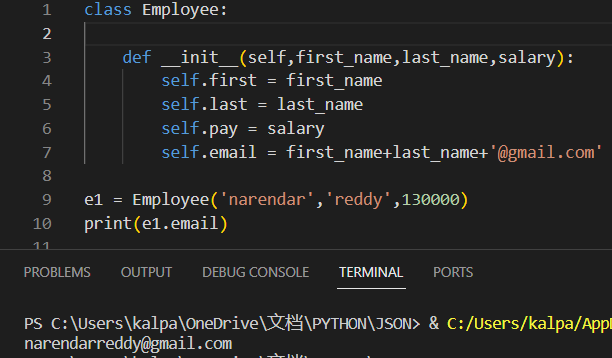 1 class Employee:
2
3     def __init__(self,first_name,last_name,salary):
4         self.first = first_name
5         self.last = last_name
6         self.pay = salary
7         self.email = first_name+last_name+'@gmail.com'
8
9 e1 = Employee('narendar','reddy',130000)
10 print(e1.email)
11
PROBLEMS OUTPUT DEBUG CONSOLE TERMINAL PORTS
PS C:\Users\kalpa\OneDrive\文档\PYTHON\JSON> & C:/Users/kalpa/App
narendarreddy@gmail.com